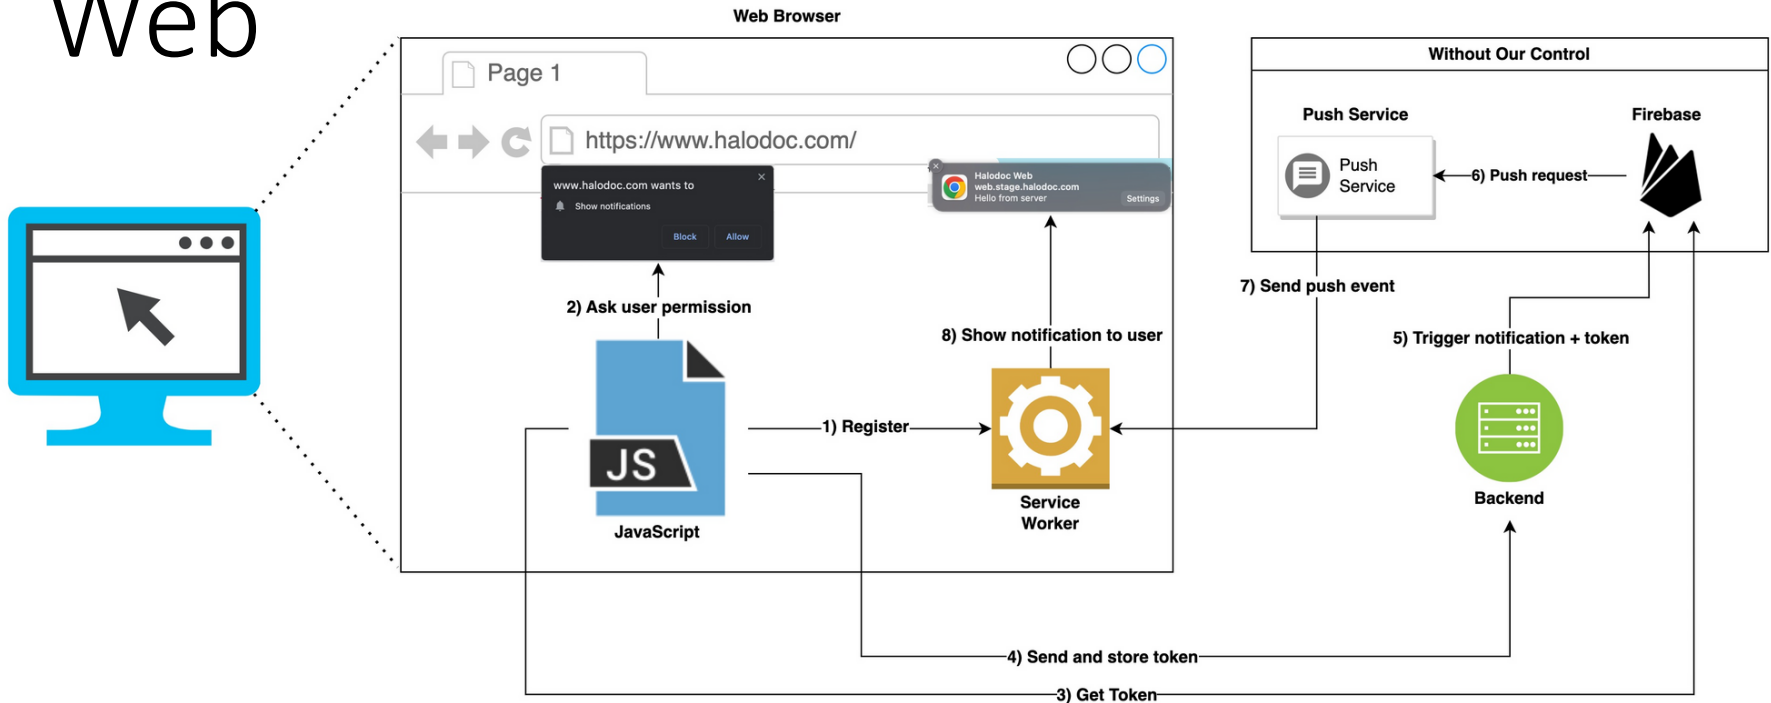 Web
Web Browser
Page 1
https://www.halodoc.com/
www.halodoc.com wants to
Show notifications
Block
Allow
Halodoc Web
web.stage.halodoc.com
Hello from server
Settings
2) Ask user permission
8) Show notification to user
JS
JavaScript
1) Register
Service
Worker
Without Our Control
Push Service
Firebase
Push
Service
6) Push request
7) Send push event
5) Trigger notification + token
Backend
4) Send and store token
3) Get Token